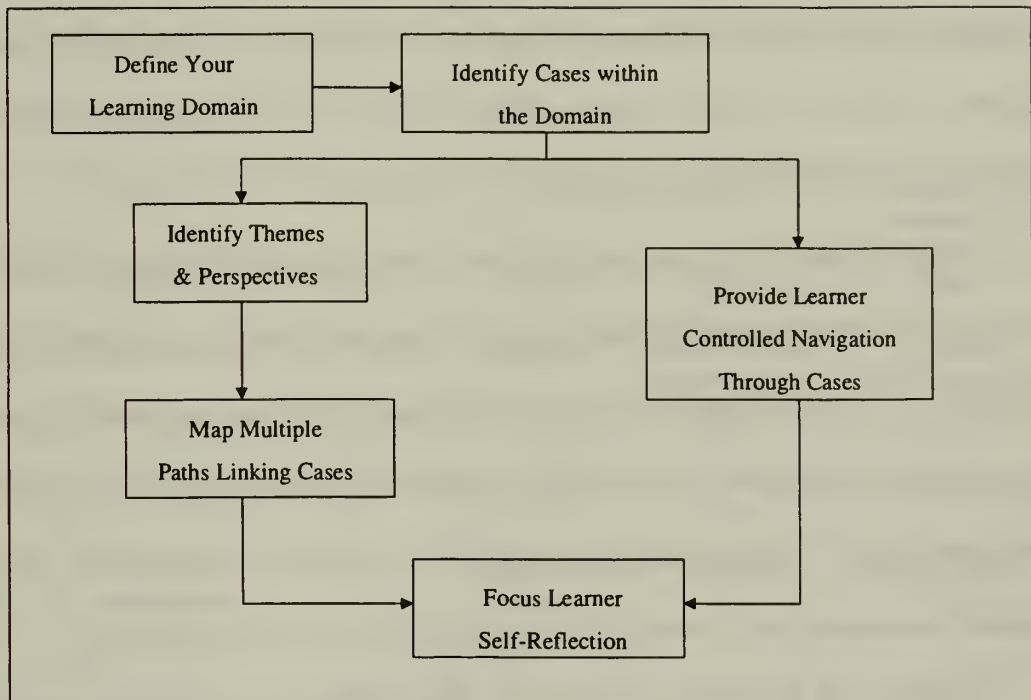 Define Your
Learning Domain
Identify Cases within
the Domain
Identify Themes
& Perspectives
Provide Learner
Controlled Navigation
Through Cases
Map Multiple
Paths Linking Cases
Focus Learner
Self-Reflection